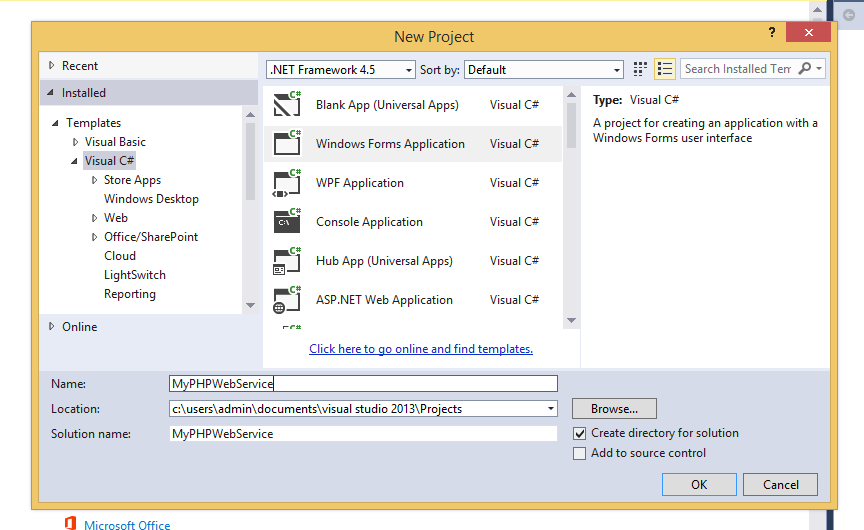 New Project
?
Recent
Installed
Templates
Visual Basic
Visual C#
Store Apps
Windows Desktop
Web
Office/SharePoint
Cloud
LightSwitch
Reporting
Online
.NET Framework 4.5 Sort by: Default Search Installed Tem
C# Blank App (Universal Apps) Visual C#
C# Windows Forms Application Visual C#
C# WPF Application Visual C#
C# C:\ Console Application Visual C#
C# Hub App (Universal Apps) Visual C#
C# ASP.NET Web Application Visual C#
C#
Click here to go online and find templates.
Type: Visual C#
A project for creating an application with a
Windows Forms user interface
Name: MyPHPWebService
Location: c:\users\admin\documents\visual studio 2013\Projects Browse...
Solution name: MyPHPWebService Create directory for solution
Add to source control
OK Cancel
Microsoft Office